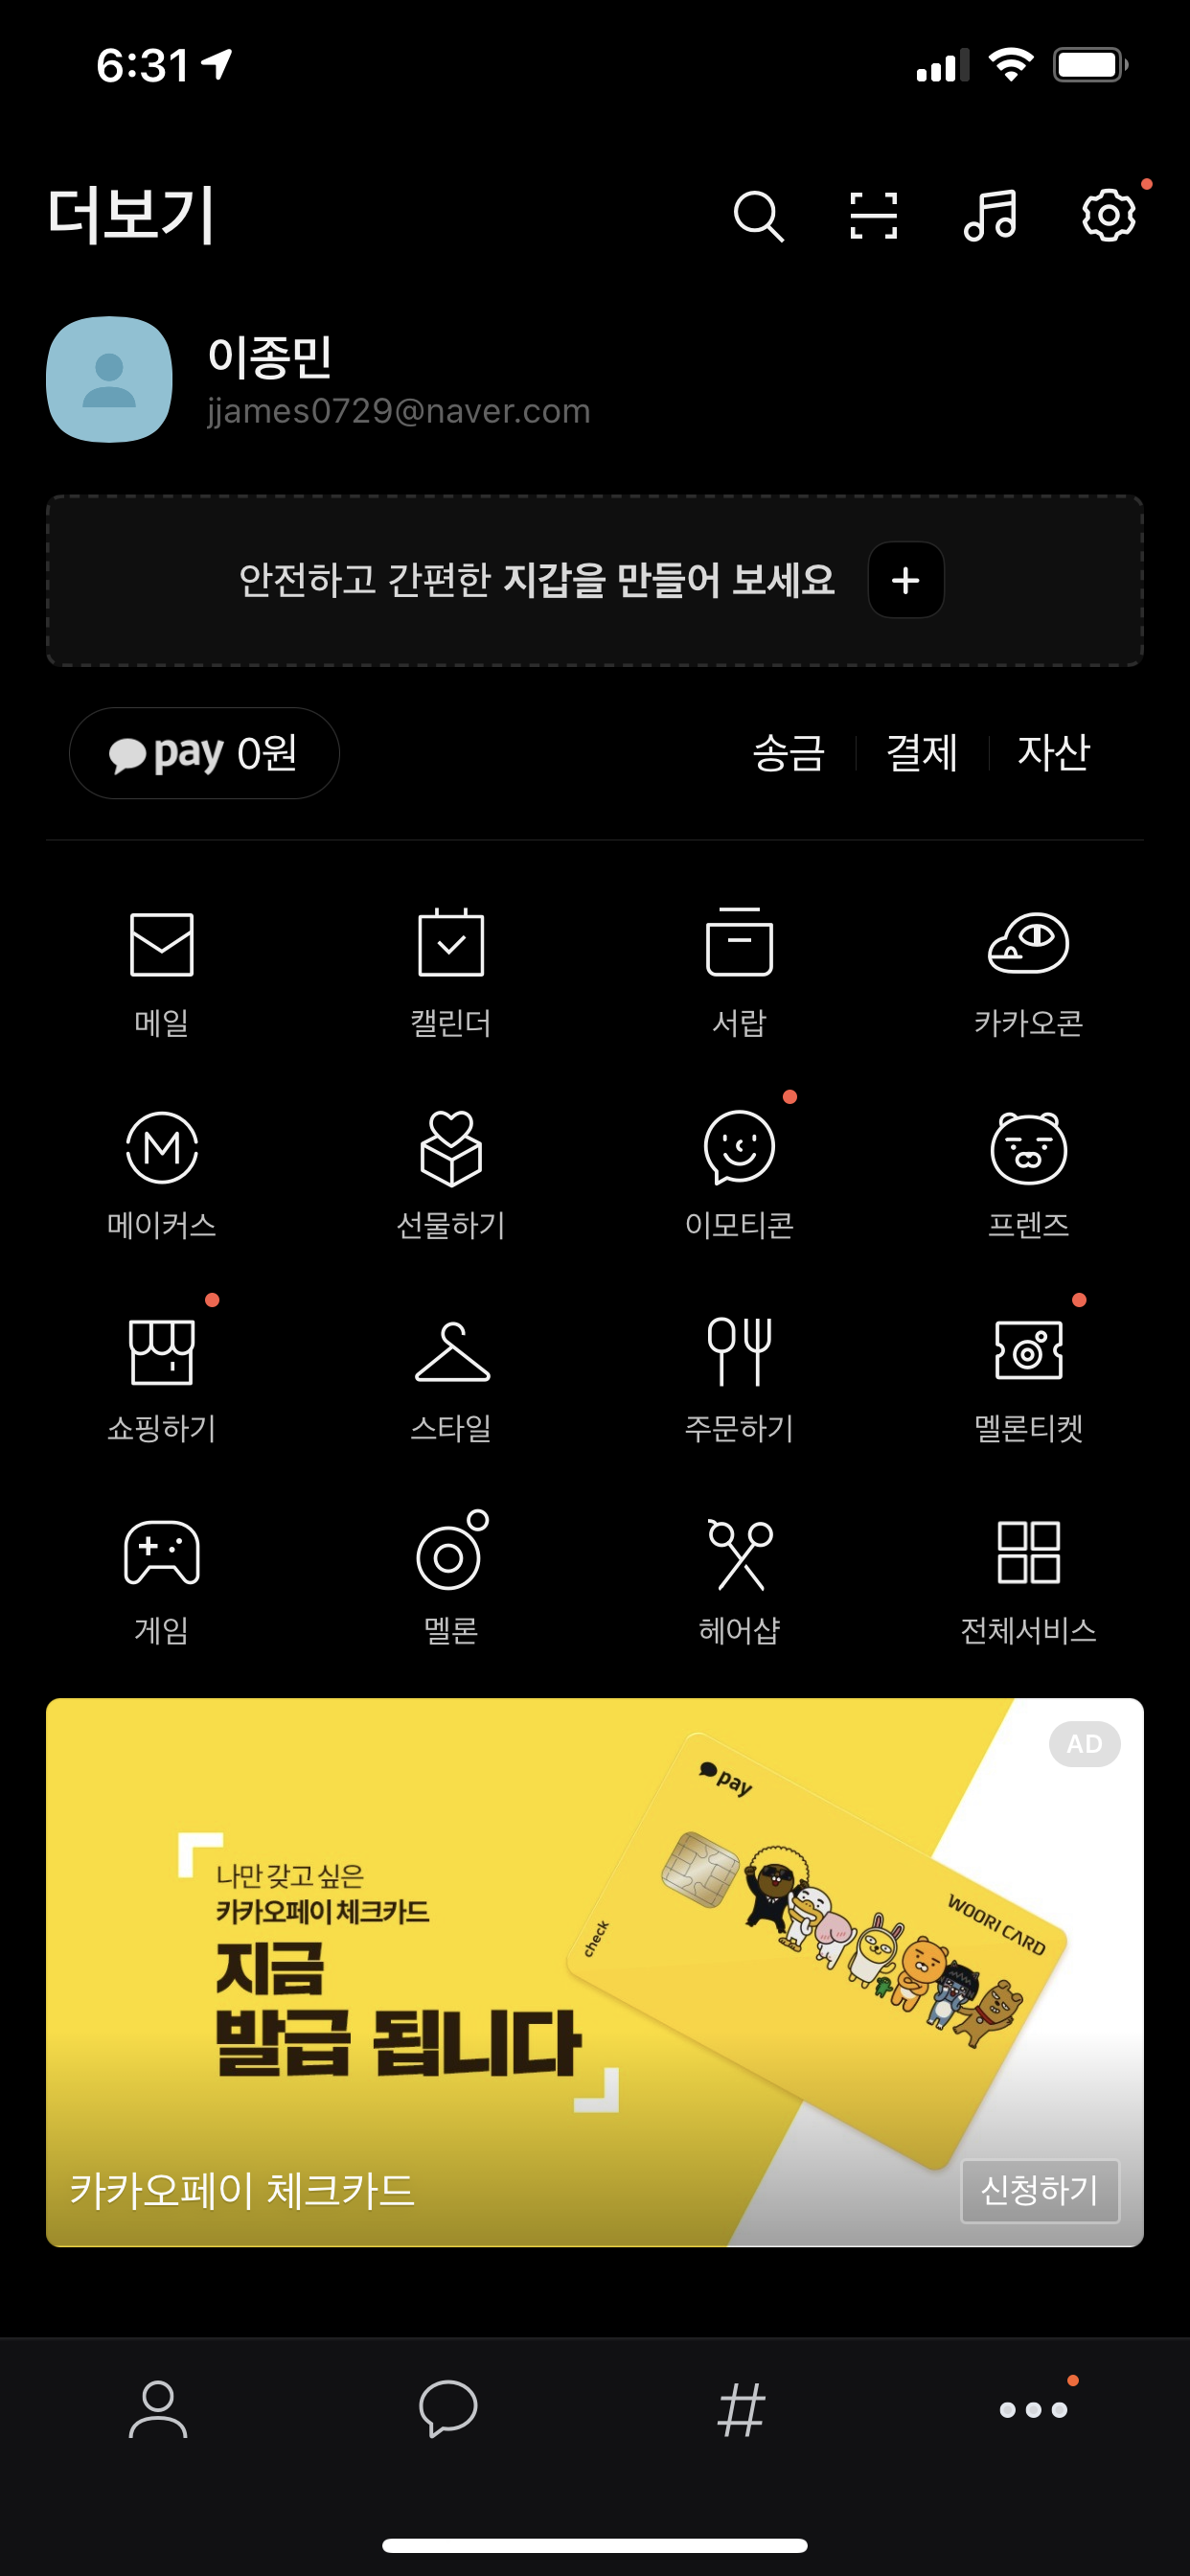 6:31
더보기
이종민
jjames0729@naver.com
안전하고 간편한 지갑을 만들어 보세요
pay 0원
송금 결제 자산
메일 캘린더 서랍 카카오콘
메이커스 선물하기 이모티콘 프렌즈
쇼핑하기 스타일 주문하기 멜론티켓
게임 멜론 헤어샵 전체서비스
AD
pay
WOORI CARD
check
나만 갖고 싶은
카카오페이 체크카드
지금
발급 됩니다
카카오페이 체크카드
신청하기